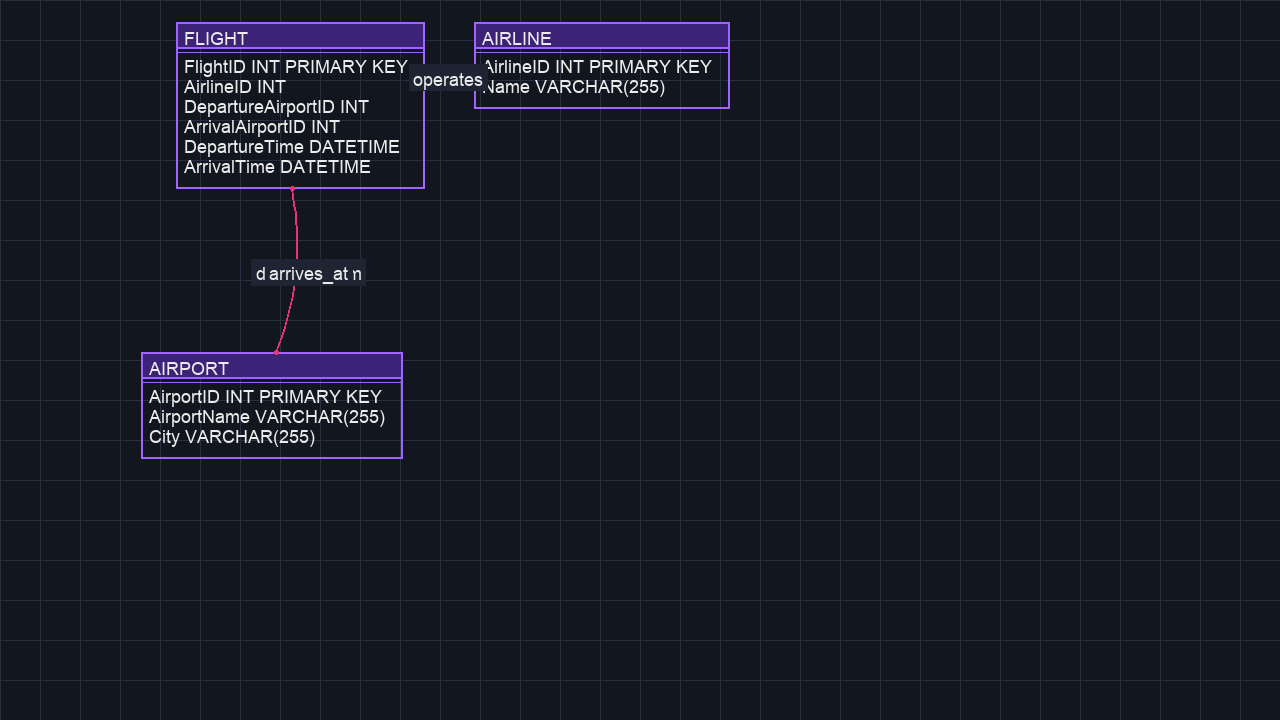 FLIGHT
FlightID INT PRIMARY KEY
AirlineID INT
DepartureAirportID INT
ArrivalAirportID INT
DepartureTime DATETIME
ArrivalTime DATETIME
operates
AIRLINE
AirlineID INT PRIMARY KEY
Name VARCHAR(255)
arrives_at
AIRPORT
AirportID INT PRIMARY KEY
AirportName VARCHAR(255)
City VARCHAR(255)